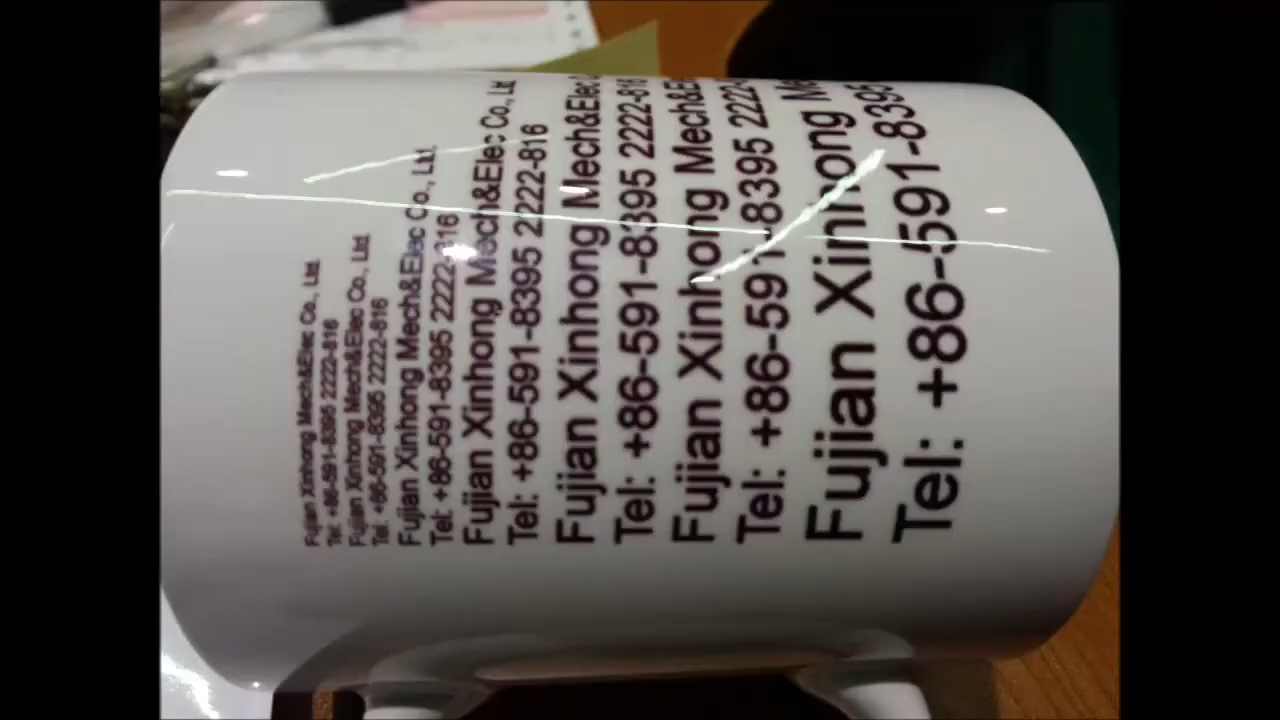 Fujian Xinhong Mech&Elec Co., Ltd.
Tel: +86-591-8395 2222-816
Fujian Xinhong Mech&Elec Co., Ltd.
Tel: +86-591-8395 2222-816
Fujian Xinhong Mech&Elec Co., Ltd.
Tel: +86-591-8395 2222-816
Fujian Xinhong Mech&Elec Co., Ltd
Tel: +86-591-8395 2222-816
Fujian Xinhong Mech&Elec
Tel: +86-591-8395 2222-816
Fujian Xinhong Mech&E
Tel: +86-591-8395 2222-
Fujian Xinhong Me
Tel: +86-591-8395